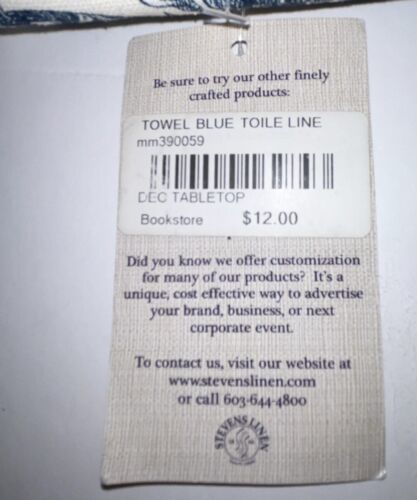 Be sure to try our other finely
crafted products:
TOWEL BLUE TOILE LINE
mm390059
DEC TABLETOP
Bookstore $12.00
Did you know we offer customization
for many of our products? It's a
unique, cost effective way to advertise
your brand, business, or next
corporate event.
To contact us, visit our website at
www.stevenslinen.com
or call 603-644-4800
STEVENS LINEN